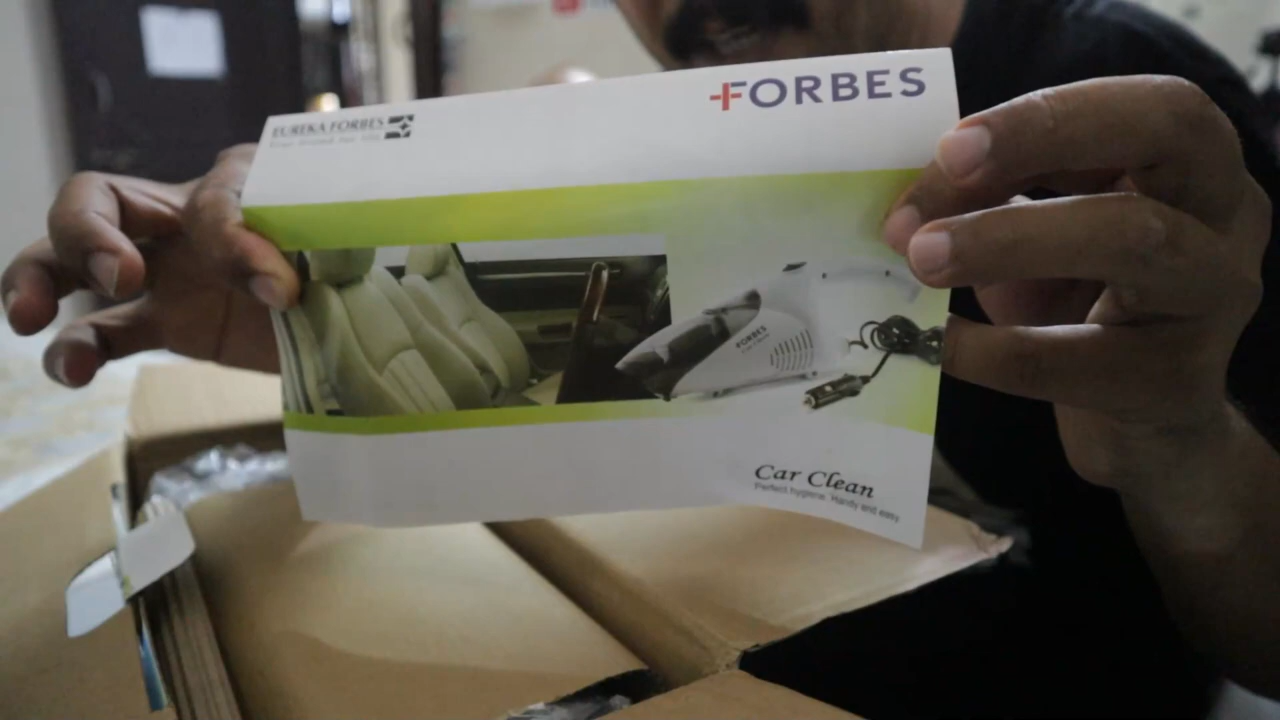 EUREKA FORBES
FORBES
FORBES
Car Clean
Perfect hygiene. Handy and easy